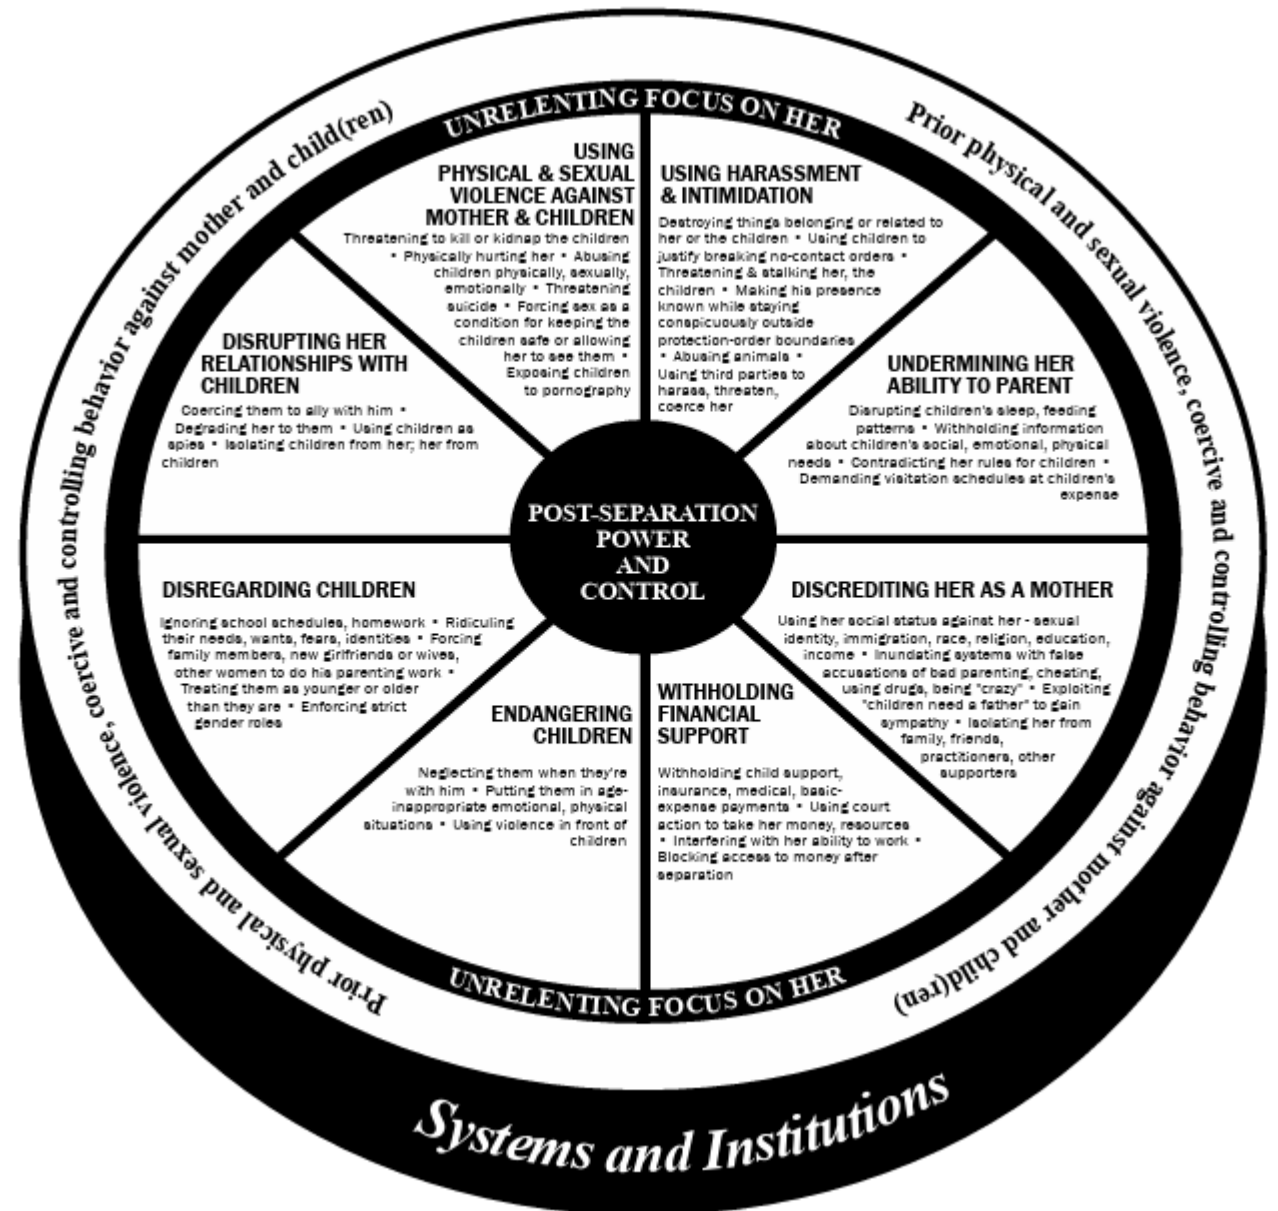 Prior physical and sexual violence, coercive and controlling behavior against mother and child(ren)
Prior physical and sexual violence, coercive and controlling behavior against mother and child(ren)
UNRELENTING FOCUS ON HER
USING
PHYSICAL & SEXUAL
VIOLENCE AGAINST
MOTHER & CHILDREN
Threatening to kill or kidnap the children
• Physically hurting her • Abusing
children physically, sexually,
emotionally • Threatening
suicide • Forcing sex as a
condition for keeping the
children safe or allowing
her to see them •
Exposing children
to pornography
USING HARASSMENT
& INTIMIDATION
Destroying things belonging or related to
her or the children • Using children to
justify breaking no-contact orders •
Threatening & stalking her, the
children • Making his presence
known while staying
conspicuously outside
protection-order boundaries
• Abusing animals •
Using third parties to
harass, threaten,
coerce her
UNDERMINING HER
ABILITY TO PARENT
Disrupting children's sleep, feeding
patterns • Withholding information
about children's social, emotional, physical
needs • Contradicting her rules for children •
Demanding visitation schedules at children's
expense
DISCREDITING HER AS A MOTHER
Using her social status against her - sexual
identity, immigration, race, religion, education,
income • Inundating systems with false
accusations of bad parenting, cheating,
using drugs, being "crazy" • Exploiting
"children need a father" to gain
sympathy • Isolating her from
family, friends,
practitioners, other
supporters
WITHHOLDING
FINANCIAL
SUPPORT
Withholding child support,
insurance, medical, basic-
expense payments • Using court
action to take her money, resources
• Interfering with her ability to work •
Blocking access to money after
separation
ENDANGERING
CHILDREN
Neglecting them when they're
with him • Putting them in age-
inappropriate emotional, physical
situations • Using violence in front of
children
DISREGARDING CHILDREN
Ignoring school schedules, homework • Ridiculing
their needs, wants, fears, identities • Forcing
family members, new girlfriends or wives,
other women to do his parenting work •
Treating them as younger or older
than they are • Enforcing strict
gender roles
DISRUPTING HER
RELATIONSHIPS WITH
CHILDREN
Coercing them to ally with him •
Degrading her to them • Using children as
spies • Isolating children from her; her from
children
POST-SEPARATION
POWER
AND
CONTROL
UNRELENTING FOCUS ON HER
Systems and Institutions